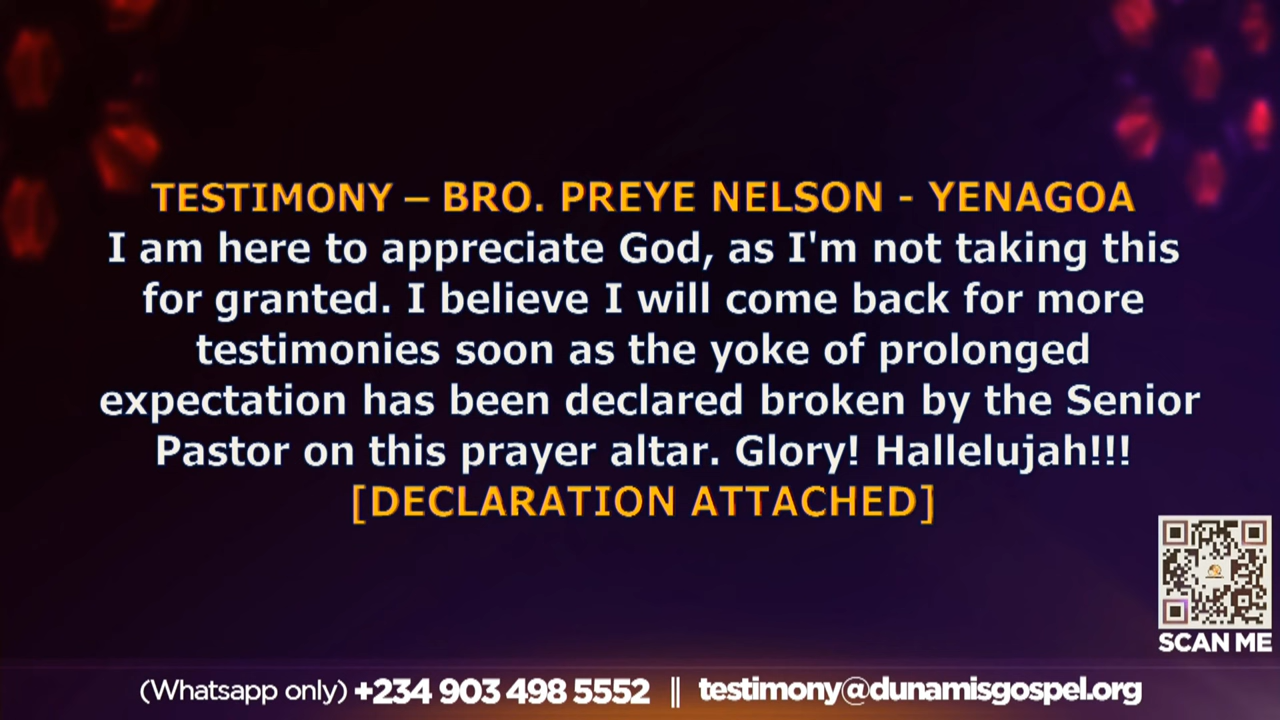 TESTIMONY – BRO. PREYE NELSON - YENAGOA
I am here to appreciate God, as I'm not taking this
for granted. I believe I will come back for more
testimonies soon as the yoke of prolonged
expectation has been declared broken by the Senior
Pastor on this prayer altar. Glory! Hallelujah!!!
[DECLARATION ATTACHED]
SCAN ME
(Whatsapp only) +234 903 498 5552 || testimony@dunamisgospel.org